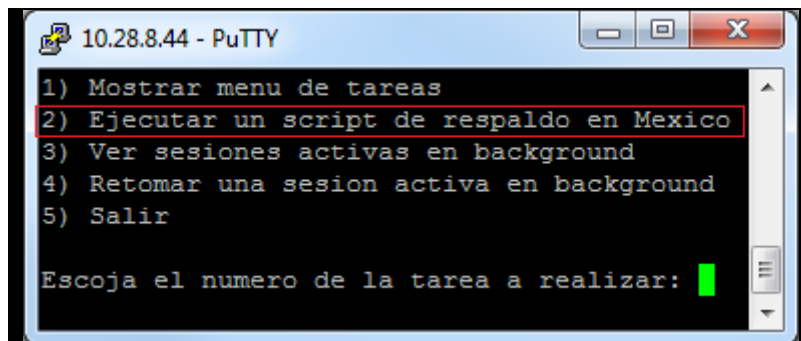 10.28.8.44 - PuTTY
1) Mostrar menu de tareas
2) Ejecutar un script de respaldo en Mexico
3) Ver sesiones activas en background
4) Retomar una sesion activa en background
5) Salir
Escoja el numero de la tarea a realizar: